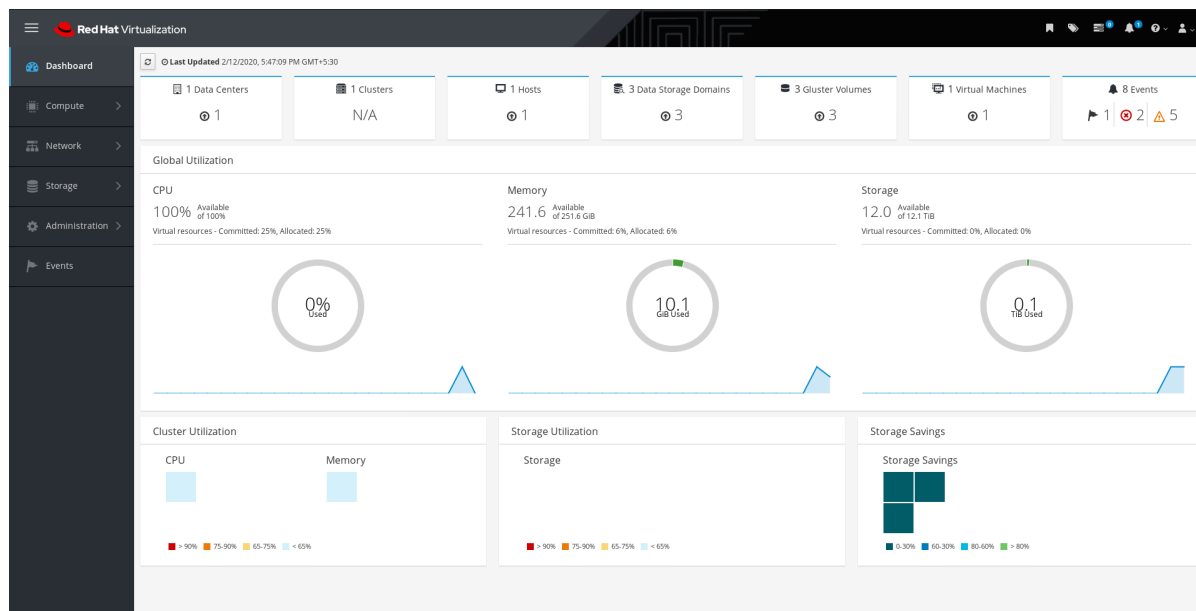 Red Hat Virtualization
0 1
Dashboard
Compute
Network
Storage
Administration
Events
Last Updated 2/12/2020, 5:47:09 PM GMT+5:30
1 Data Centers
1
1 Clusters
N/A
1 Hosts
1
3 Data Storage Domains
3
3 Gluster Volumes
3
1 Virtual Machines
1
8 Events
1 2 5
Global Utilization
CPU
100% Available of 100%
Virtual resources - Committed: 25%, Allocated: 25%
0%
Used
Memory
241.6 Available of 251.6 GiB
Virtual resources - Committed: 6%, Allocated: 6%
10.1
GiB Used
Storage
12.0 Available of 12.1 TiB
Virtual resources - Committed: 0%, Allocated: 0%
0.1
TiB Used
Cluster Utilization
CPU Memory
> 90% 75-90% 65-75% < 65%
Storage Utilization
Storage
> 90% 75-90% 65-75% < 65%
Storage Savings
Storage Savings
0-30% 60-30% 80-60% > 80%